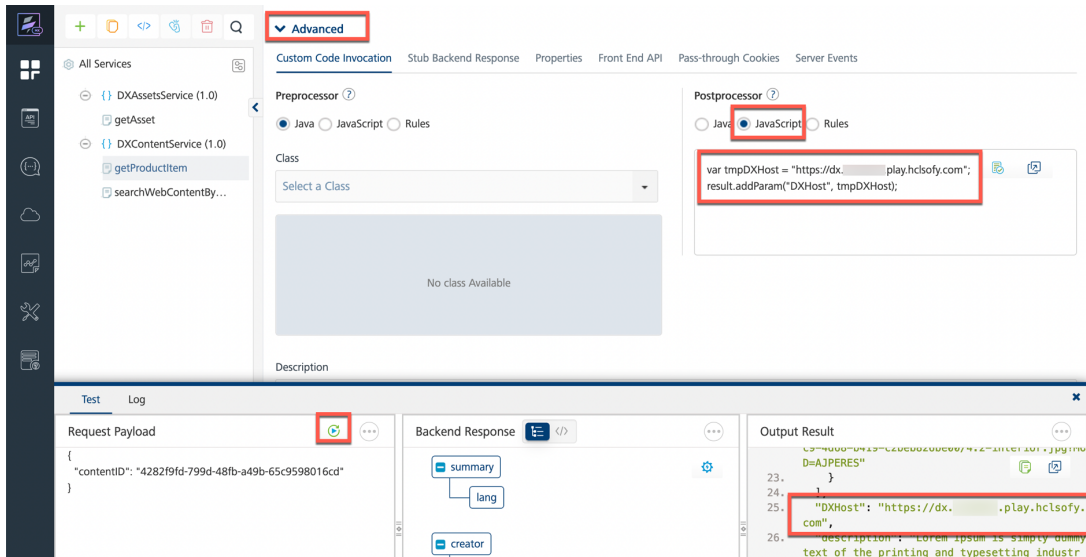 Advanced
All Services
DXAssetsService (1.0)
getAsset
DXContentService (1.0)
getProductItem
searchWebContentBy...
API
Custom Code Invocation Stub Backend Response Properties Front End API Pass-through Cookies Server Events
Preprocessor ?
Java JavaScript Rules
Class
Select a Class
No class Available
Description
Postprocessor ?
Java JavaScript Rules
var tmpDXHost = "https://dx. play.hclsofy.com";
result.addParam("DXHost", tmpDXHost);
Test Log
Request Payload
{
"contentID": "4282f9fd-799d-48fb-a49b-65c9598016cd"
}
Backend Response </>
summary
lang
creator
Output Result
D=AJPERES"
23. }
24. ],
25. "DXHost": "https://dx. .play.hclsofy.
com",
26. "description": "Lorem ipsum is simply dummy
text of the printing and typesetting industr